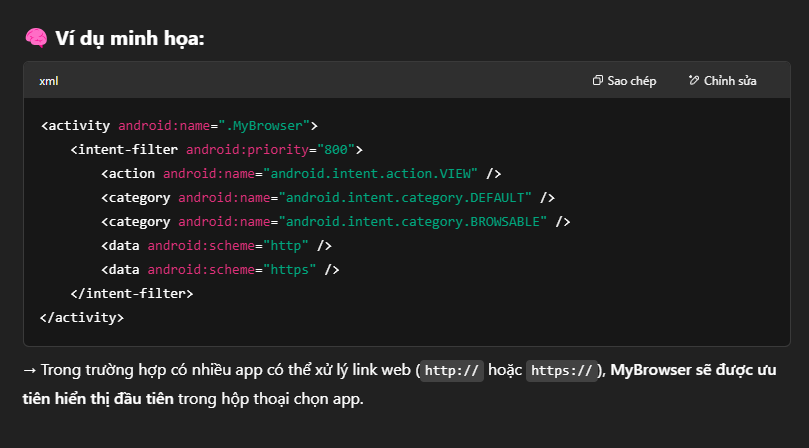 🧠 Ví dụ minh họa:
xml
Sao chép
Chỉnh sửa
<activity android:name=".MyBrowser">
    <intent-filter android:priority="800">
        <action android:name="android.intent.action.VIEW" />
        <category android:name="android.intent.category.DEFAULT" />
        <category android:name="android.intent.category.BROWSABLE" />
        <data android:scheme="http" />
        <data android:scheme="https" />
    </intent-filter>
</activity>
→ Trong trường hợp có nhiều app có thể xử lý link web ( http:// hoặc https:// ), MyBrowser sẽ được ưu
tiên hiển thị đầu tiên trong hộp thoại chọn app.